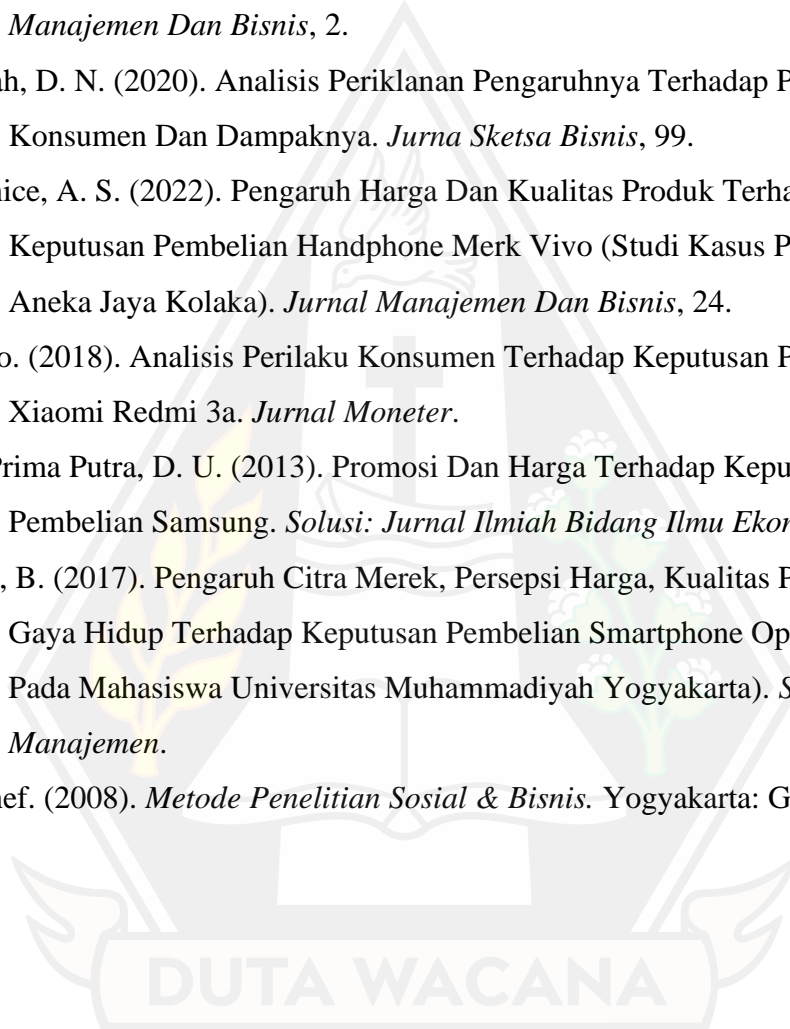 Manajemen Dan Bisnis, 2.
ah, D. N. (2020). Analisis Periklanan Pengaruhnya Terhadap P
Konsumen Dan Dampaknya. Jurna Sketsa Bisnis, 99.
nice, A. S. (2022). Pengaruh Harga Dan Kualitas Produk Terha
Keputusan Pembelian Handphone Merk Vivo (Studi Kasus P
Aneka Jaya Kolaka). Jurnal Manajemen Dan Bisnis, 24.
o. (2018). Analisis Perilaku Konsumen Terhadap Keputusan P
Xiaomi Redmi 3a. Jurnal Moneter.
Prima Putra, D. U. (2013). Promosi Dan Harga Terhadap Kepu
Pembelian Samsung. Solusi: Jurnal Ilmiah Bidang Ilmu Ekon
, B. (2017). Pengaruh Citra Merek, Persepsi Harga, Kualitas P
Gaya Hidup Terhadap Keputusan Pembelian Smartphone Op
Pada Mahasiswa Universitas Muhammadiyah Yogyakarta). S
Manajemen.
nef. (2008). Metode Penelitian Sosial & Bisnis. Yogyakarta: G
DUTA WACANA